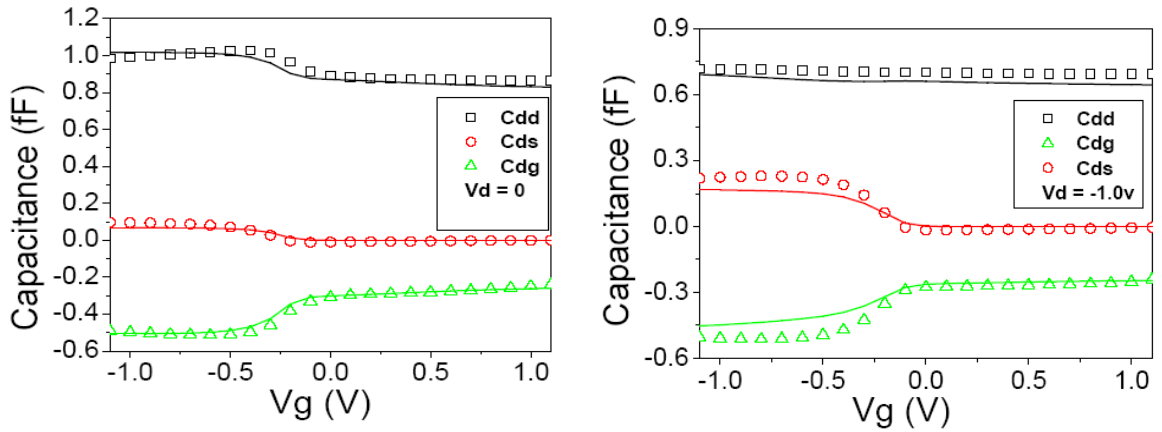 Capacitance (fF)
1.2
1.0
0.8
0.6
0.4
0.2
0.0
-0.2
-0.4
-0.6
Cdd
Cds
Cdg
Vd = 0
-1.0 -0.5 0.0 0.5 1.0
Vg (V)
Capacitance (fF)
0.9
0.6
0.3
0.0
-0.3
-0.6
Cdd
Cdg
Cds
Vd = -1.0v
-1.0 -0.5 0.0 0.5 1.0
Vg (V)